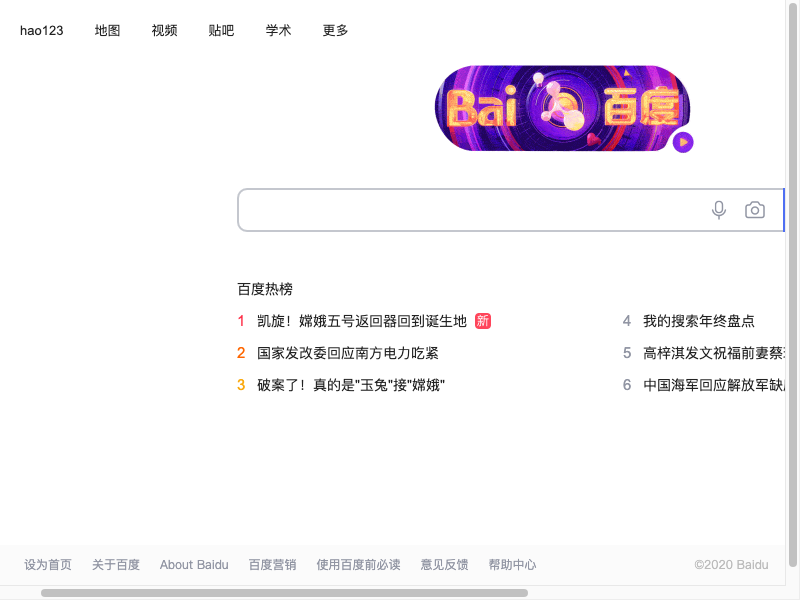 hao123 地图 视频 贴吧 学术 更多
Bai 百度
百度热榜
1 凯旋！嫦娥五号返回器回到诞生地 新
4 我的搜索年终盘点
2 国家发改委回应南方电力吃紧
5 高梓淇发文祝福前妻蔡
3 破案了！真的是"玉兔"接"嫦娥"
6 中国海军回应解放军缺
设为首页 关于百度 About Baidu 百度营销 使用百度前必读 意见反馈 帮助中心 ©2020 Baidu